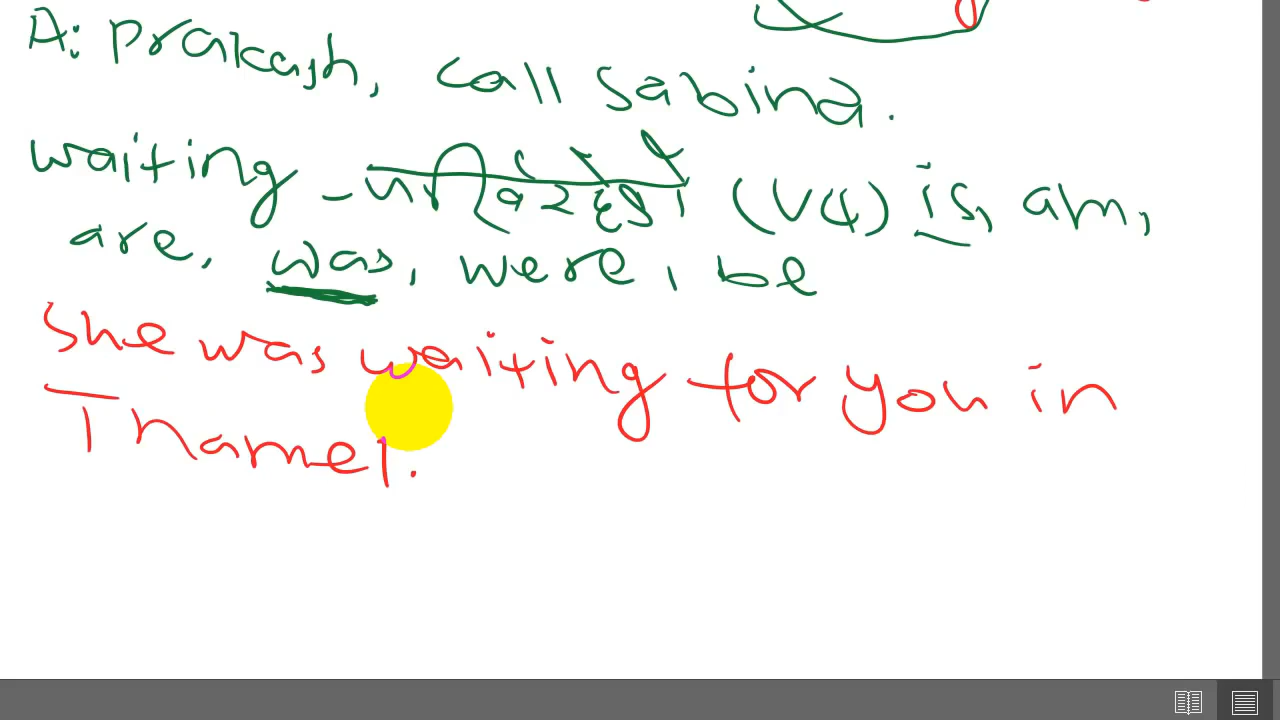 A: Prakash, call Sabina.
waiting - (V4) is, am,
are, was, were, be
She was waiting for you in
Thamel.